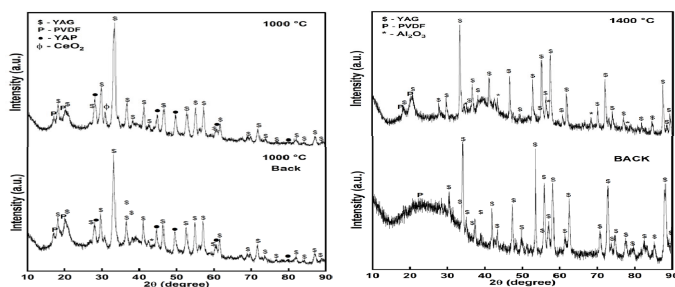 S - YAG
P - PVDF
• - YAP
ϕ - CeO₂
1000 °C
Intensity (a.u.)
1000 °C
Back
Intensity (a.u.)
10 20 30 40 50 60 70 80 90
2θ (degree)
S - YAG
P - PVDF
* - Al₂O₃
1400 °C
Intensity (a.u.)
BACK
Intensity (a.u.)
10 20 30 40 50 60 70 80 90
2θ (degree)